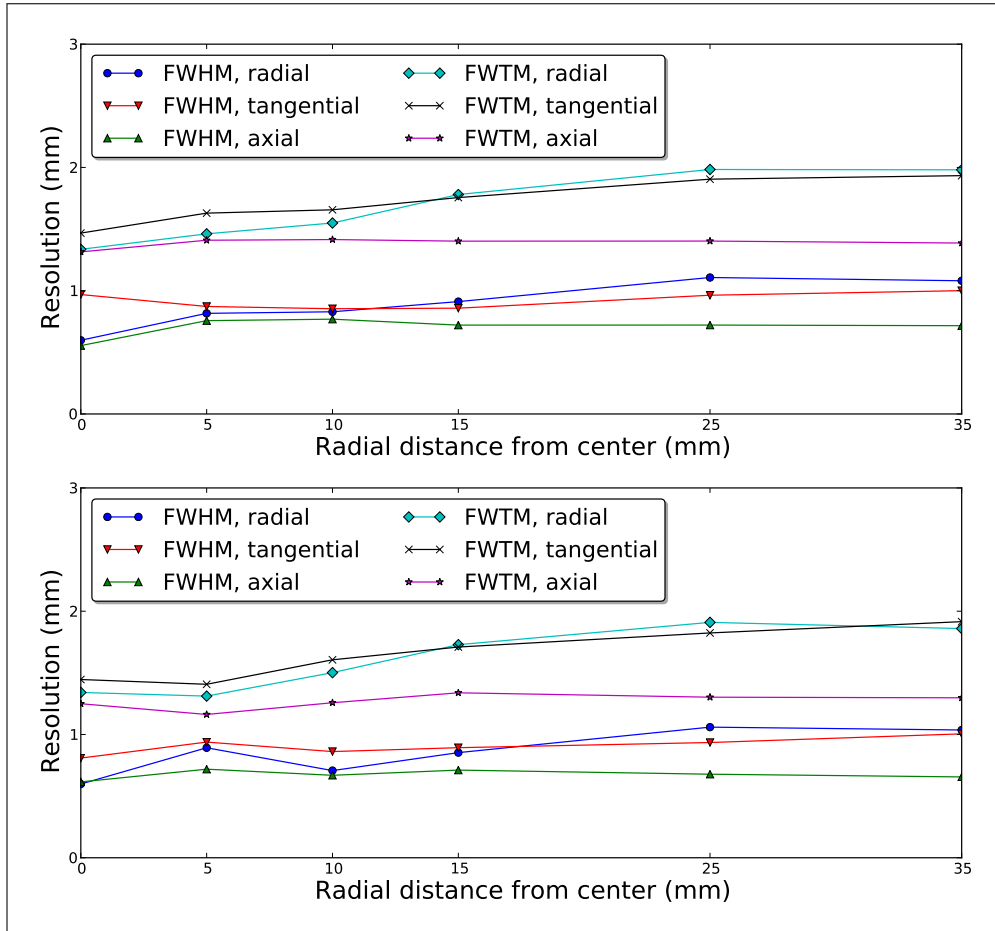 3
FWHM, radial FWTM, radial
FWHM, tangential FWTM, tangential
FWHM, axial FWTM, axial
2
Resolution (mm)
1
0
0 5 10 15 25 35
Radial distance from center (mm)
3
FWHM, radial FWTM, radial
FWHM, tangential FWTM, tangential
FWHM, axial FWTM, axial
2
Resolution (mm)
1
0
0 5 10 15 25 35
Radial distance from center (mm)